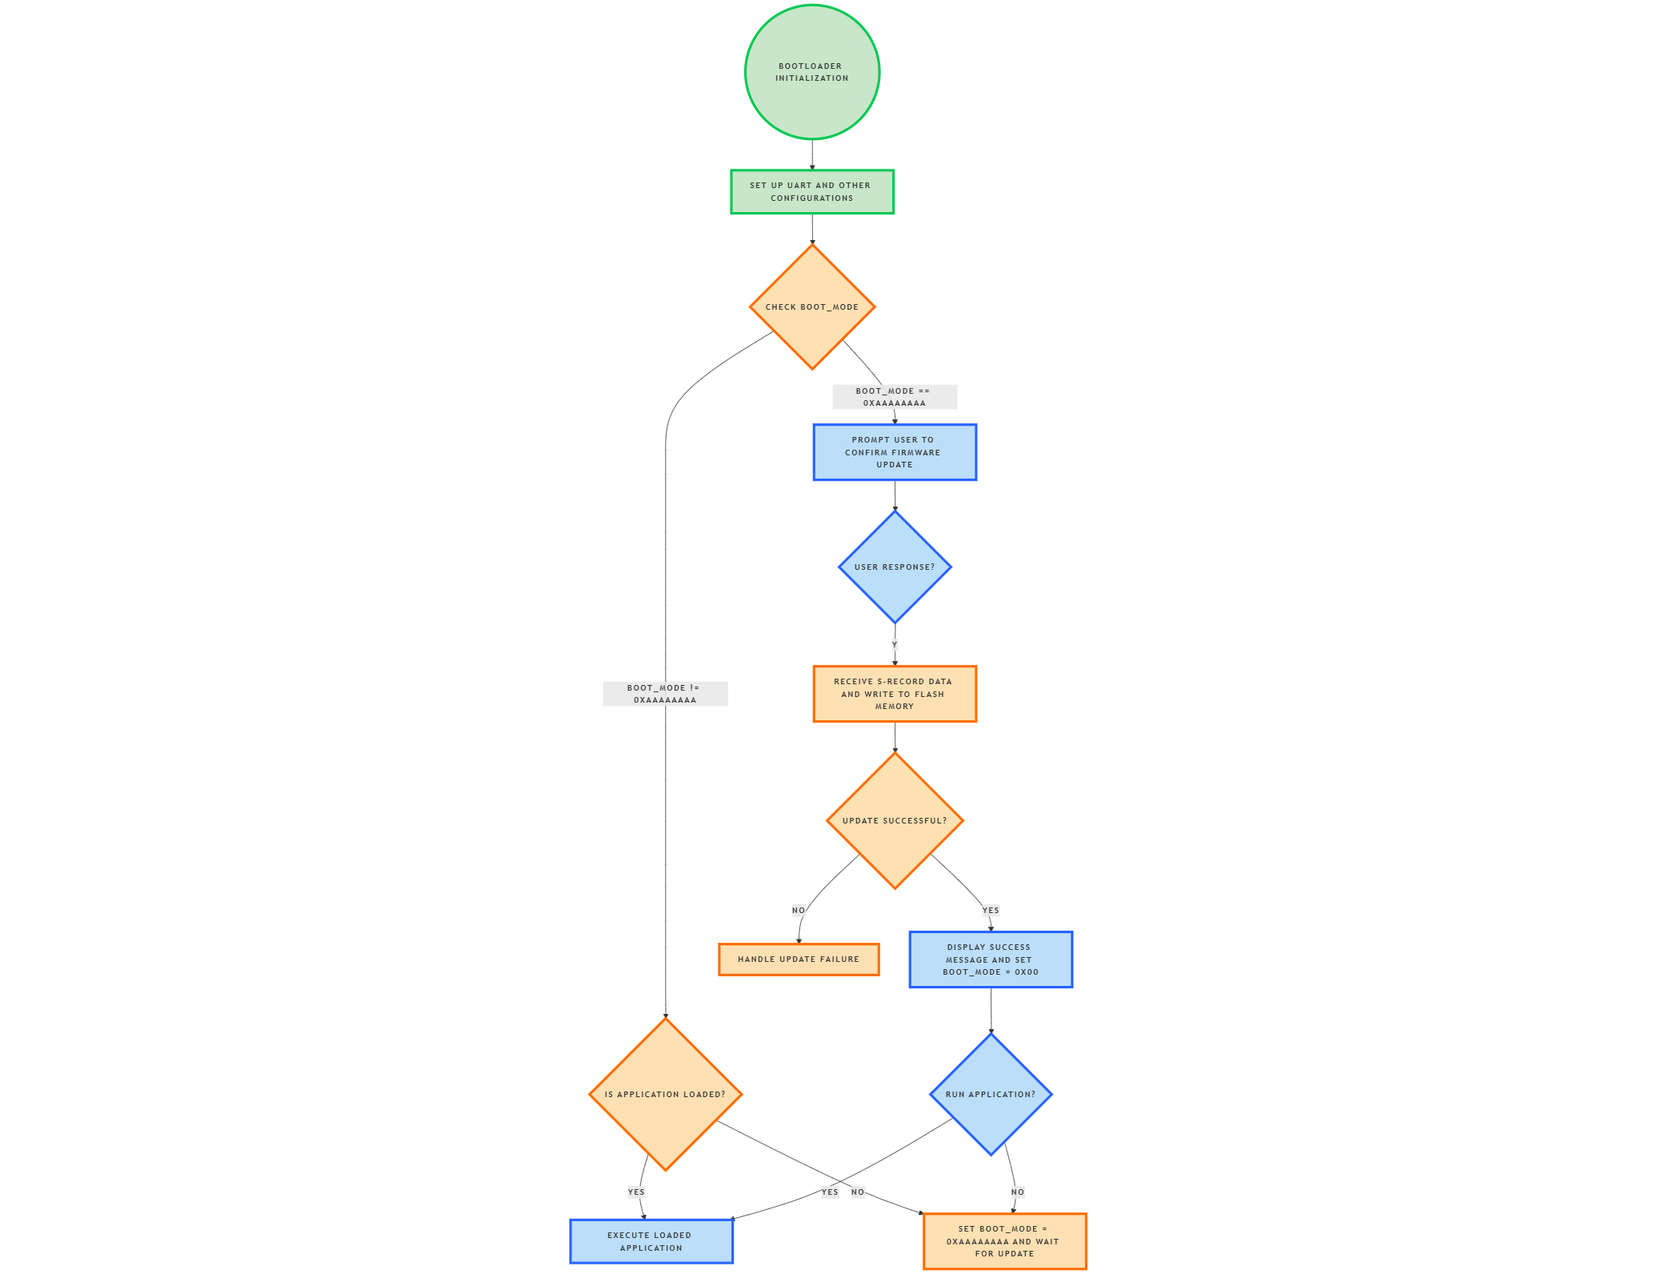 BOOTLOADER
INITIALIZATION
SET UP UART AND OTHER
CONFIGURATIONS
CHECK BOOT_MODE
BOOT_MODE ==
0XAAAAAAAA
PROMPT USER TO
CONFIRM FIRMWARE
UPDATE
USER RESPONSE?
Y
RECEIVE S-RECORD DATA
AND WRITE TO FLASH
MEMORY
BOOT_MODE !=
0XAAAAAAAA
UPDATE SUCCESSFUL?
NO
YES
HANDLE UPDATE FAILURE
DISPLAY SUCCESS
MESSAGE AND SET
BOOT_MODE = 0X00
IS APPLICATION LOADED?
RUN APPLICATION?
YES
YES
NO
NO
EXECUTE LOADED
APPLICATION
SET BOOT_MODE =
0XAAAAAAAA AND WAIT
FOR UPDATE